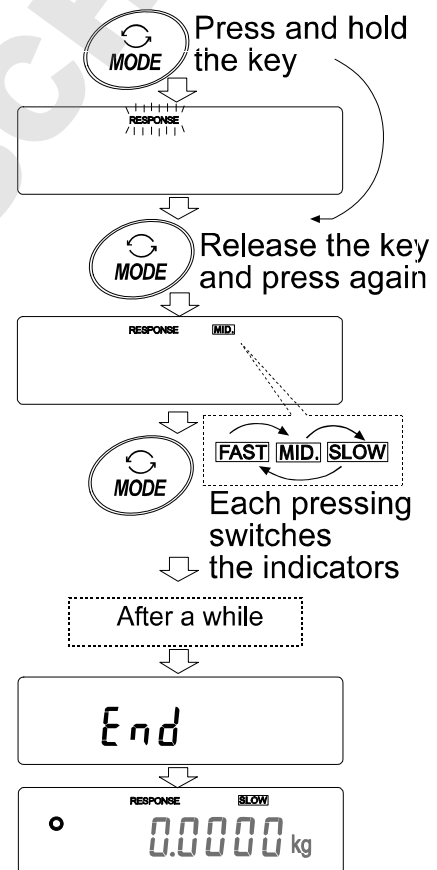 MODE
Press and hold
the key
RESPONSE
MODE
Release the key
and press again
RESPONSE MID.
FAST MID. SLOW
MODE
Each pressing
switches
the indicators
After a while
End
RESPONSE SLOW
0.0000 kg